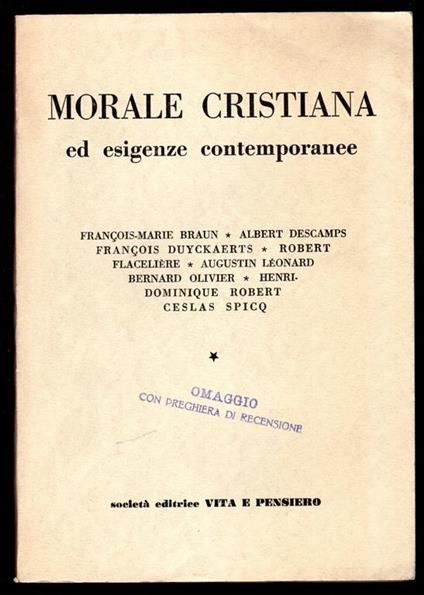 MORALE CRISTIANA
ed esigenze contemporanee
FRANÇOIS-MARIE BRAUN ★ ALBERT DESCAMPS
FRANÇOIS DUYCKAERTS ★ ROBERT
FLACELIÈRE ★ AUGUSTIN LÉONARD
BERNARD OLIVIER ★ HENRI-
DOMINIQUE ROBERT
CESLAS SPICQ
★
OMAGGIO
CON PREGHIERA DI RECENSIONE
società editrice VITA E PENSIERO